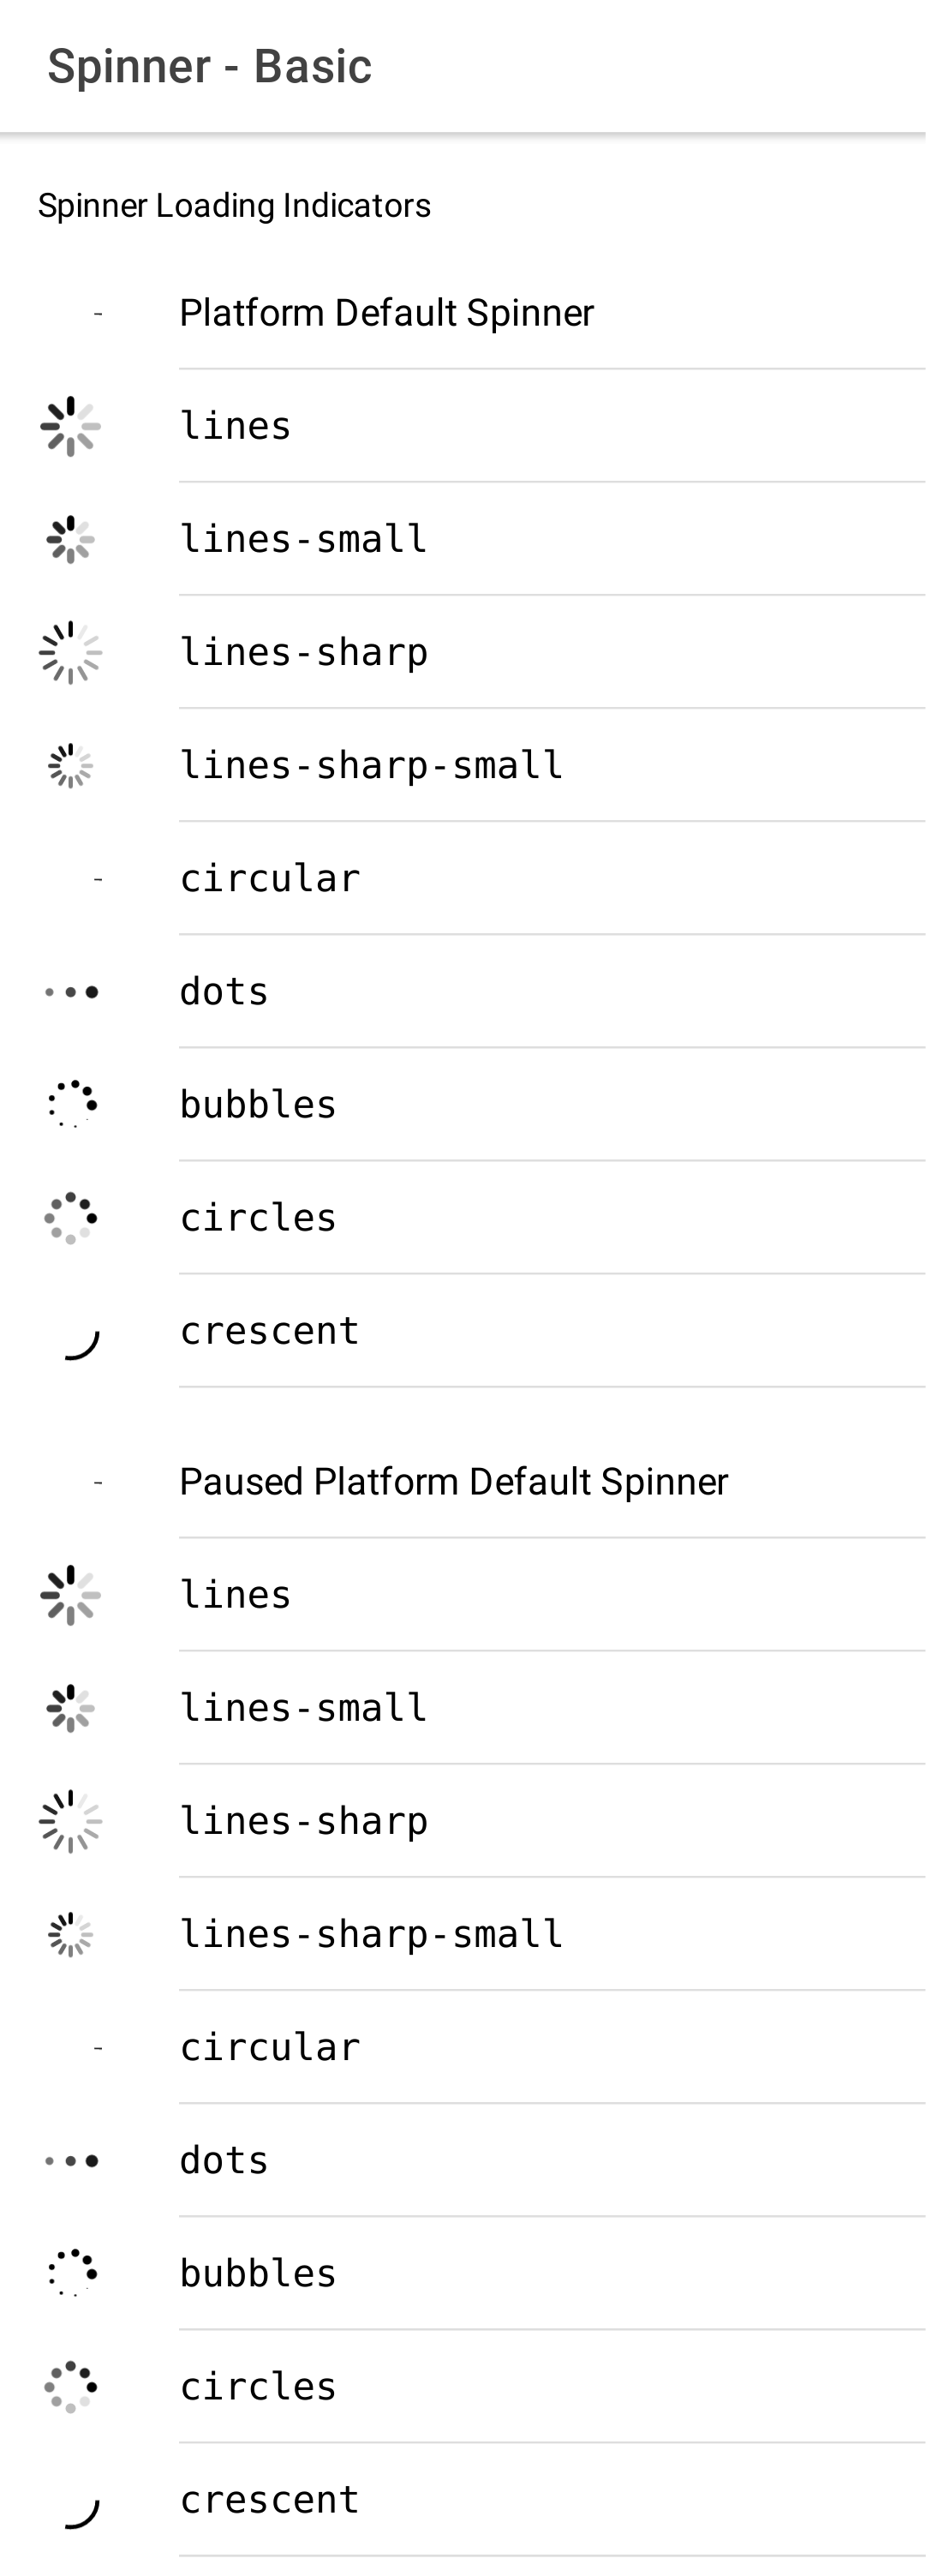 Spinner - Basic
Spinner Loading Indicators
Platform Default Spinner
lines
lines-small
lines-sharp
lines-sharp-small
circular
dots
bubbles
circles
crescent
Paused Platform Default Spinner
lines
lines-small
lines-sharp
lines-sharp-small
circular
dots
bubbles
circles
crescent